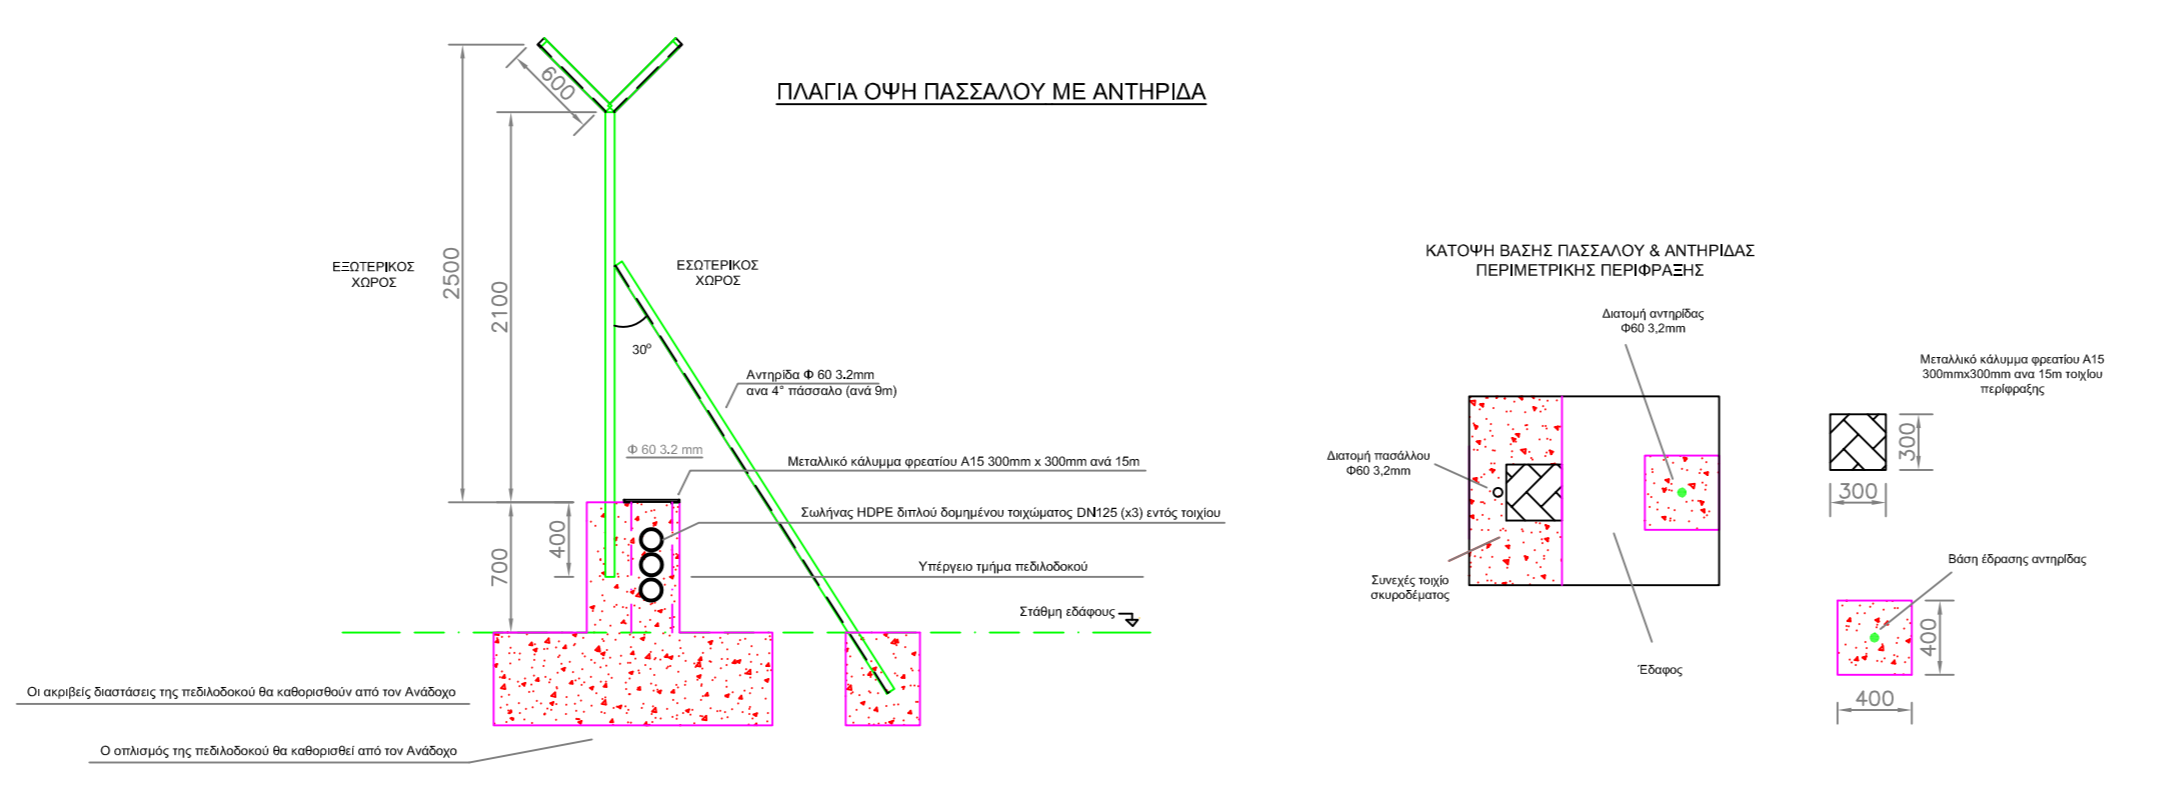 ΠΛΑΓΙΑ ΟΨΗ ΠΑΣΣΑΛΟΥ ΜΕ ΑΝΤΗΡΙΔΑ
600
2500
2100
ΕΞΩΤΕΡΙΚΟΣ
ΧΩΡΟΣ
ΕΣΩΤΕΡΙΚΟΣ
ΧΩΡΟΣ
30°
Αντηρίδα Φ 60 3.2mm
ανα 4° πάσσαλο (ανά 9m)
Φ 60 3.2 mm
Μεταλλικό κάλυμμα φρεατίου Α15 300mm x 300mm ανά 15m
Σωλήνας HDPE διπλού δομημένου τοιχώματος DN125 (x3) εντός τοιχίου
400
700
Υπέργειο τμήμα πεδιλοδοκού
Στάθμη εδάφους
Οι ακριβείς διαστάσεις της πεδιλοδοκού θα καθορισθούν από τον Ανάδοχο
Ο οπλισμός της πεδιλοδοκού θα καθορισθεί από τον Ανάδοχο
ΚΑΤΟΨΗ ΒΑΣΗΣ ΠΑΣΣΑΛΟΥ & ΑΝΤΗΡΙΔΑΣ
ΠΕΡΙΜΕΤΡΙΚΗΣ ΠΕΡΙΦΡΑΞΗΣ
Διατομή αντηρίδας
Φ60 3,2mm
Διατομή πασάλλου
Φ60 3,2mm
Συνεχές τοιχίο
σκυροδέματος
Έδαφος
Μεταλλικό κάλυμμα φρεατίου Α15
300mmx300mm ανα 15m τοιχίου
περίφραξης
300
300
Βάση έδρασης αντηρίδας
400
400